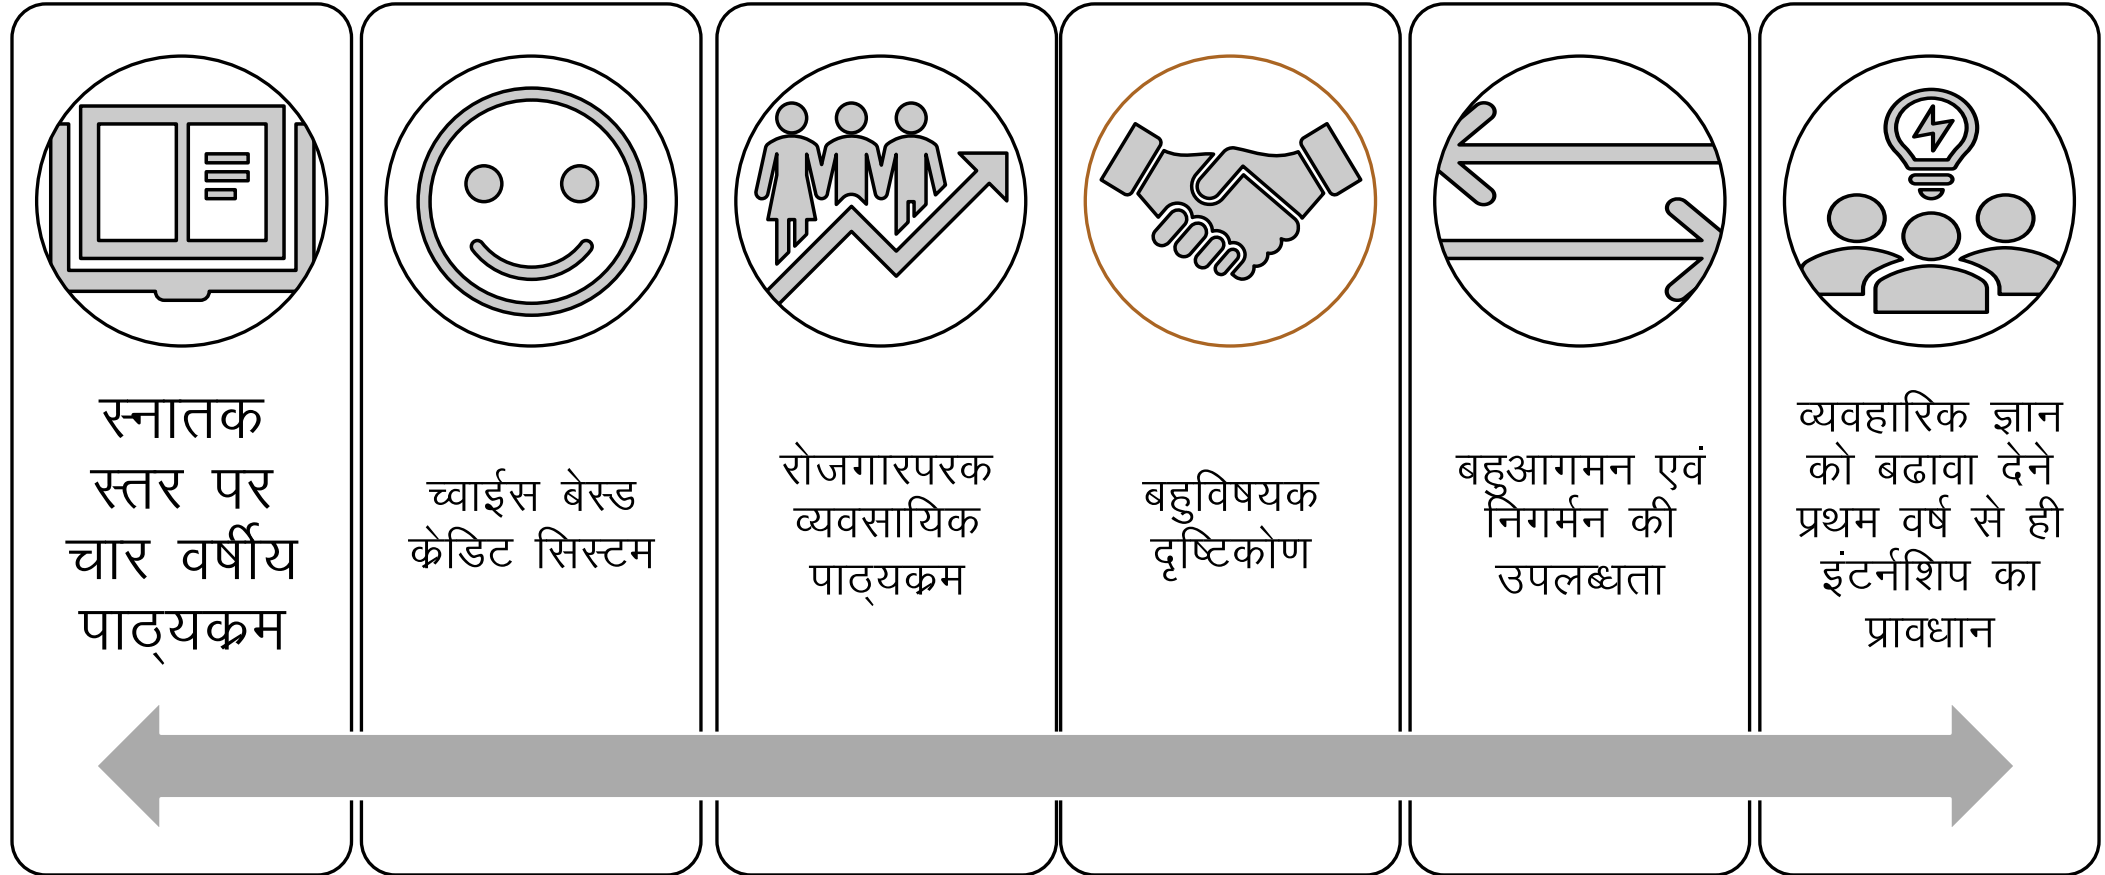 स्नातक
स्तर पर
चार वर्षीय
पाठ्यक्रम
च्वाईस बेस्ड
क्रेडिट सिस्टम
रोजगारपरक
व्यवसायिक
पाठ्यक्रम
बहुविषयक
दृष्टिकोण
बहुआगमन एवं
निगर्मन की
उपलब्धता
व्यवहारिक ज्ञान
को बढावा देने
प्रथम वर्ष से ही
इंटर्नशिप का
प्रावधान